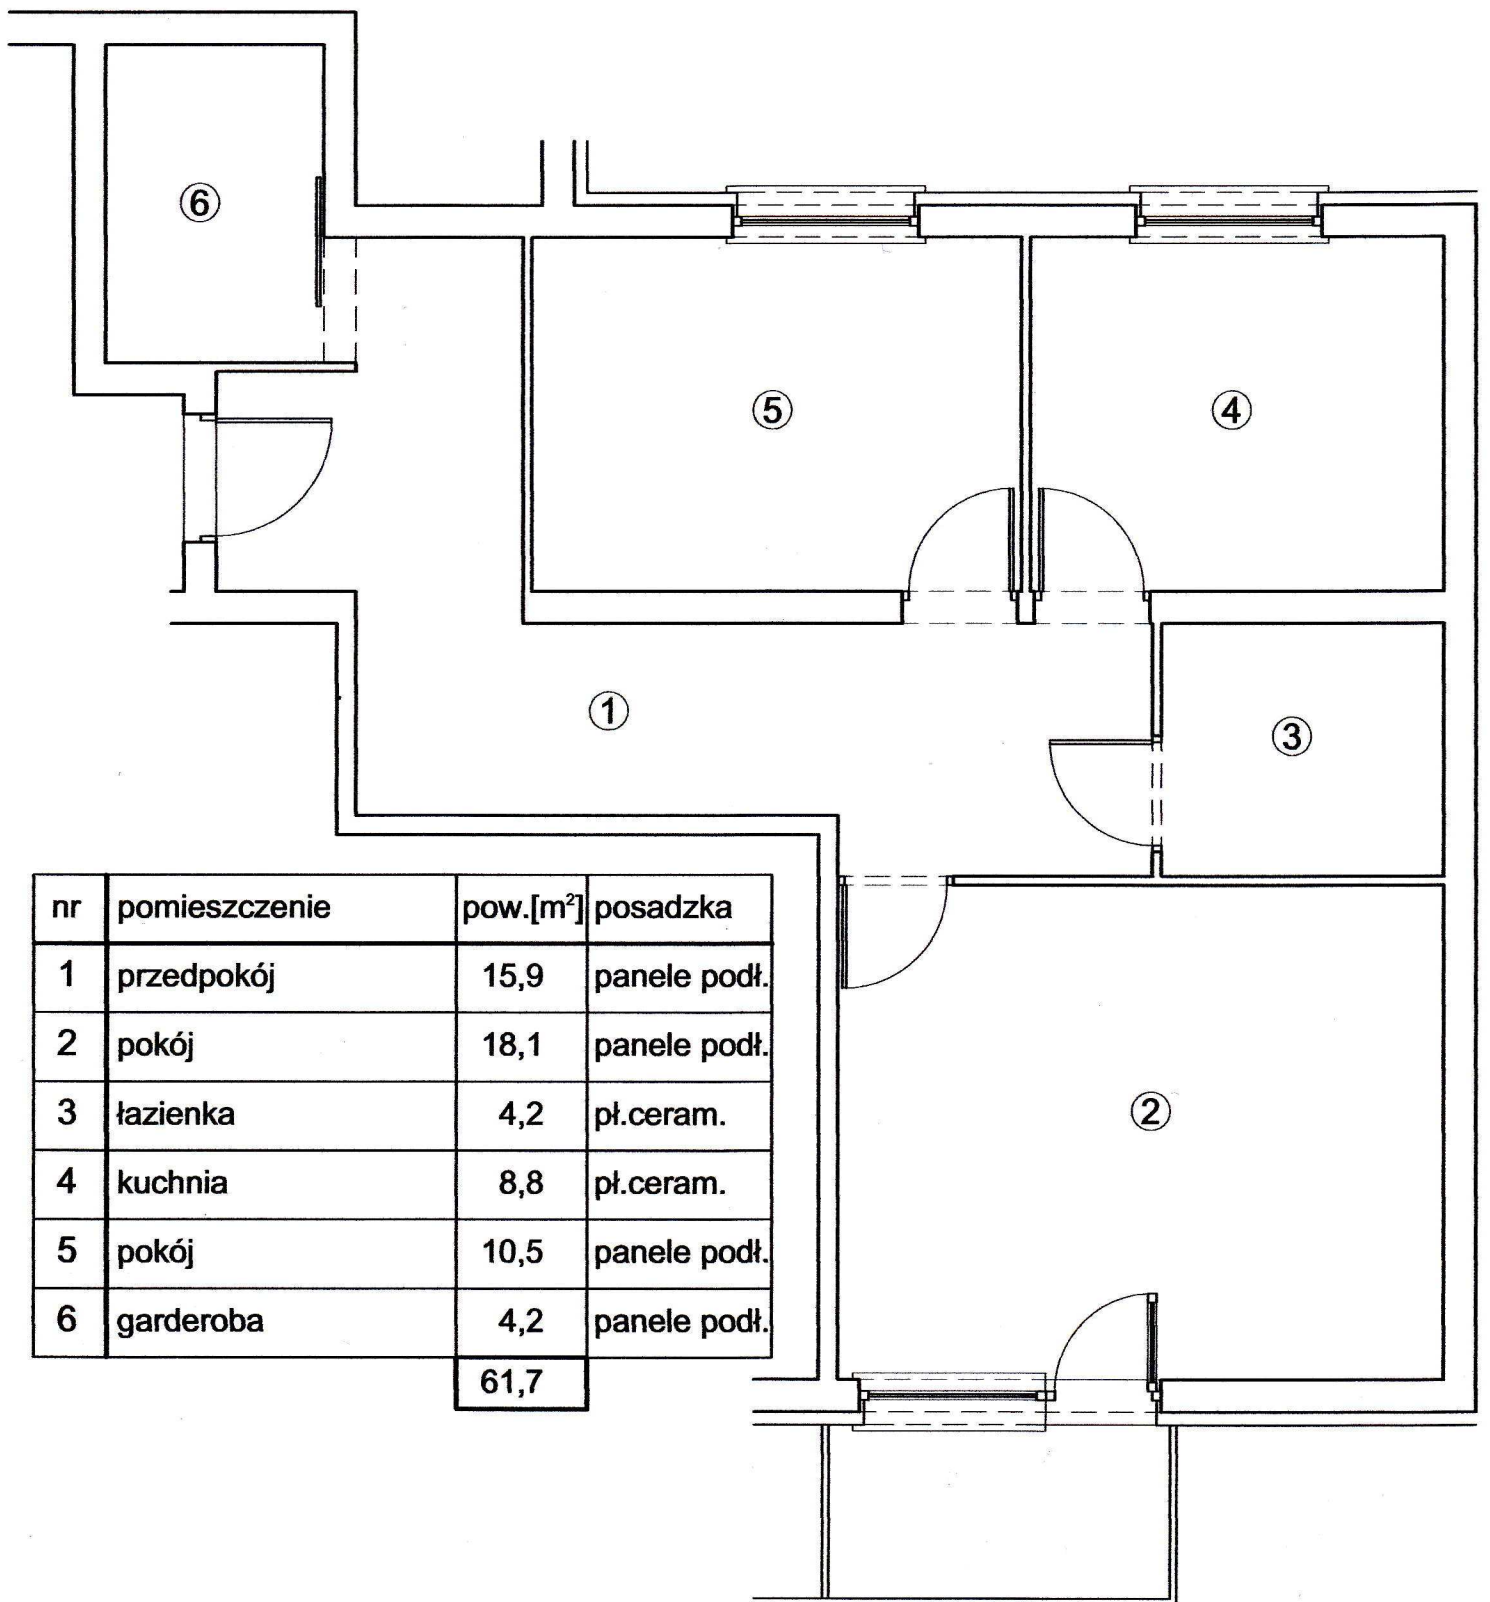 6
5
4
1
3
nr pomieszczenie pow.[m²] posadzka
1 przedpokój 15,9 panele podł.
2 pokój 18,1 panele podł.
3 łazienka 4,2 pł.ceram.
4 kuchnia 8,8 pł.ceram.
5 pokój 10,5 panele podł.
6 garderoba 4,2 panele podł.
61,7
2